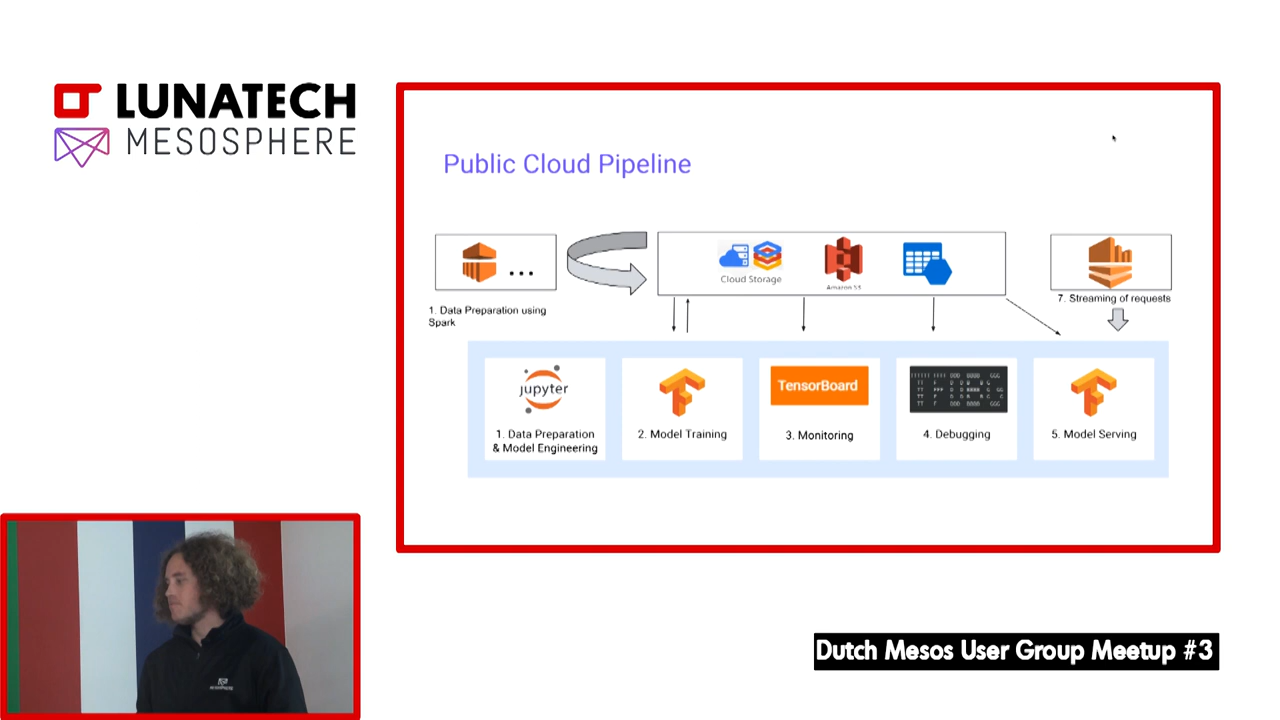 LUNATECH
MESOSPHERE
Public Cloud Pipeline
...
Cloud Storage
Amazon S3
1. Data Preparation using
Spark
7. Streaming of requests
jupyter
TensorBoard
1. Data Preparation
& Model Engineering
2. Model Training
3. Monitoring
4. Debugging
5. Model Serving
MESOSPHERE
Dutch Mesos User Group Meetup #3